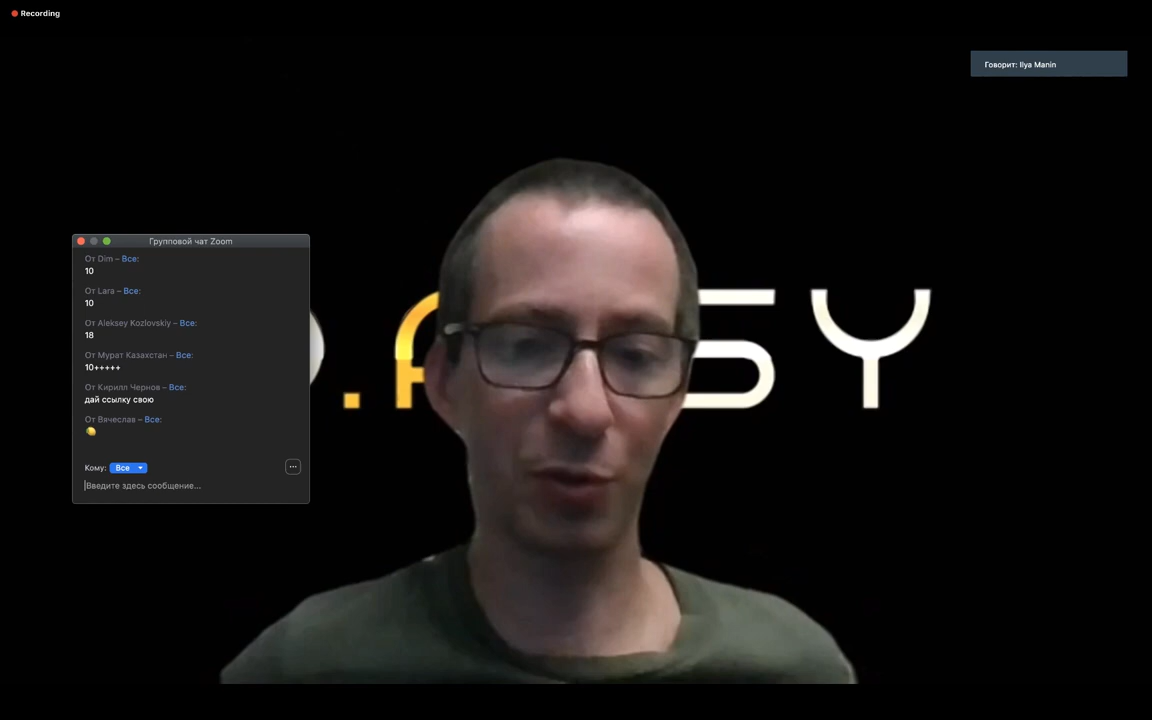 Recording
Говорит: Ilya Manin
Групповой чат Zoom
От Dim – Все:
10
От Lara – Все:
10
От Aleksey Kozlovskiy – Все:
18
От Мурат Казахстан – Все:
10+++++
От Кирилл Чернов – Все:
дай ссылку свою
От Вячеслав – Все:
Кому: Все
Введите здесь сообщение...